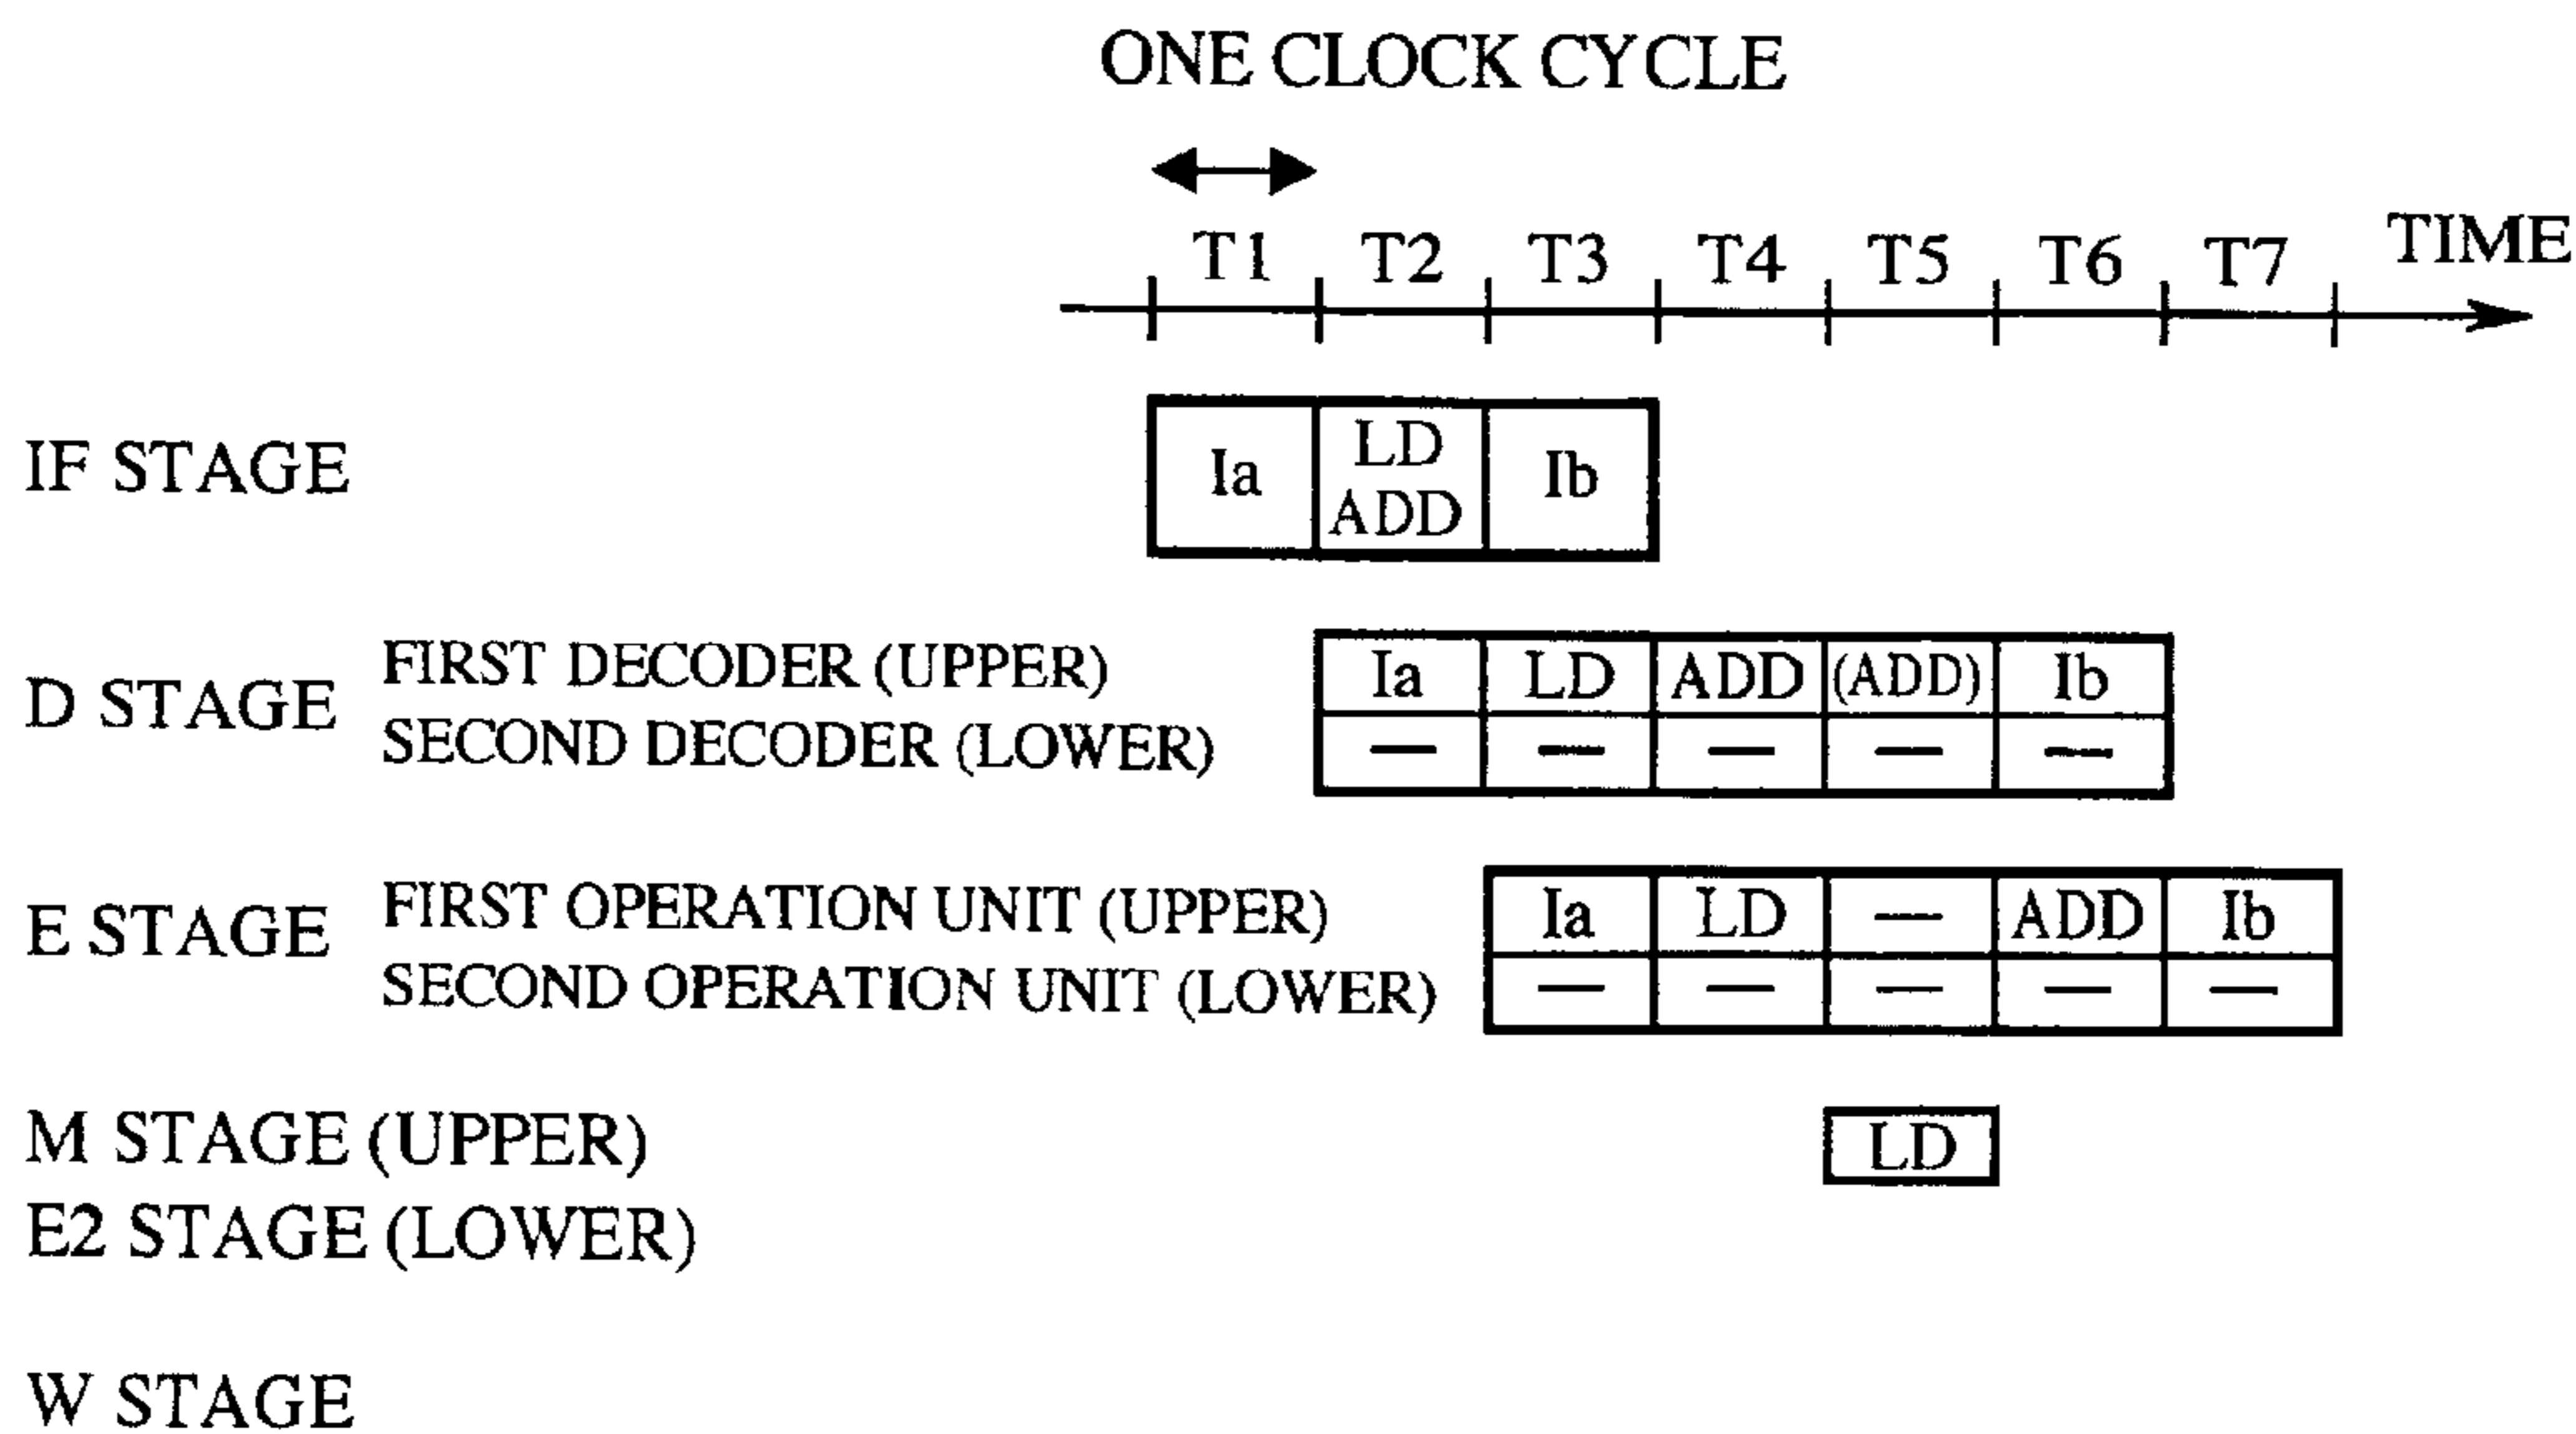 ONE CLOCK CYCLE
T1 T2 T3 T4 T5 T6 T7 TIME
IF STAGE Ia LD ADD Ib
D STAGE
FIRST DECODER (UPPER) Ia LD ADD (ADD) Ib
SECOND DECODER (LOWER) — — — — —
E STAGE
FIRST OPERATION UNIT (UPPER) Ia LD — ADD Ib
SECOND OPERATION UNIT (LOWER) — — — — —
M STAGE (UPPER) LD
E2 STAGE (LOWER)
W STAGE